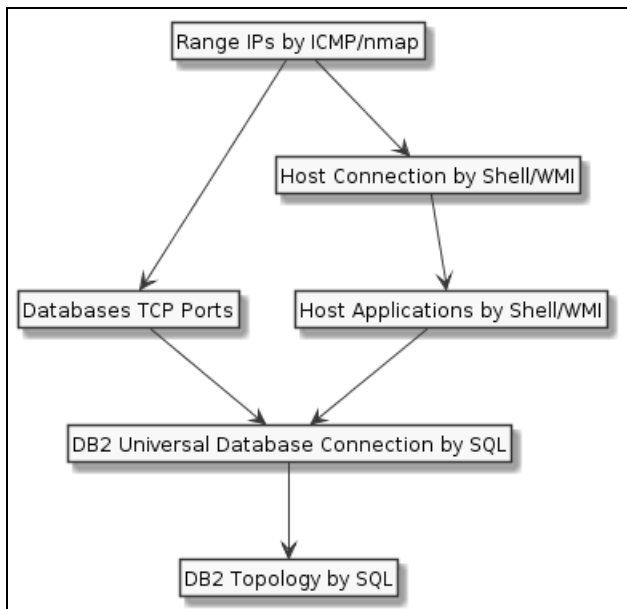 Range IPs by ICMP/nmap
Host Connection by Shell/WMI
Databases TCP Ports
Host Applications by Shell/WMI
DB2 Universal Database Connection by SQL
DB2 Topology by SQL